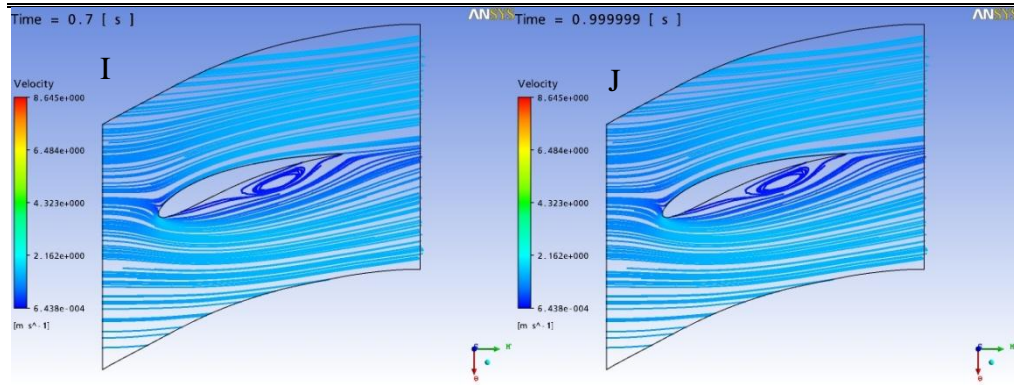 Time = 0.7 [ s ]
ANSYS
I
Velocity
8.645e+000
6.484e+000
4.323e+000
2.162e+000
6.438e-004
[m s^-1]
M'
θ
Time = 0.999999 [ s ]
ANSYS
J
Velocity
8.645e+000
6.484e+000
4.323e+000
2.162e+000
6.438e-004
[m s^-1]
M'
θ